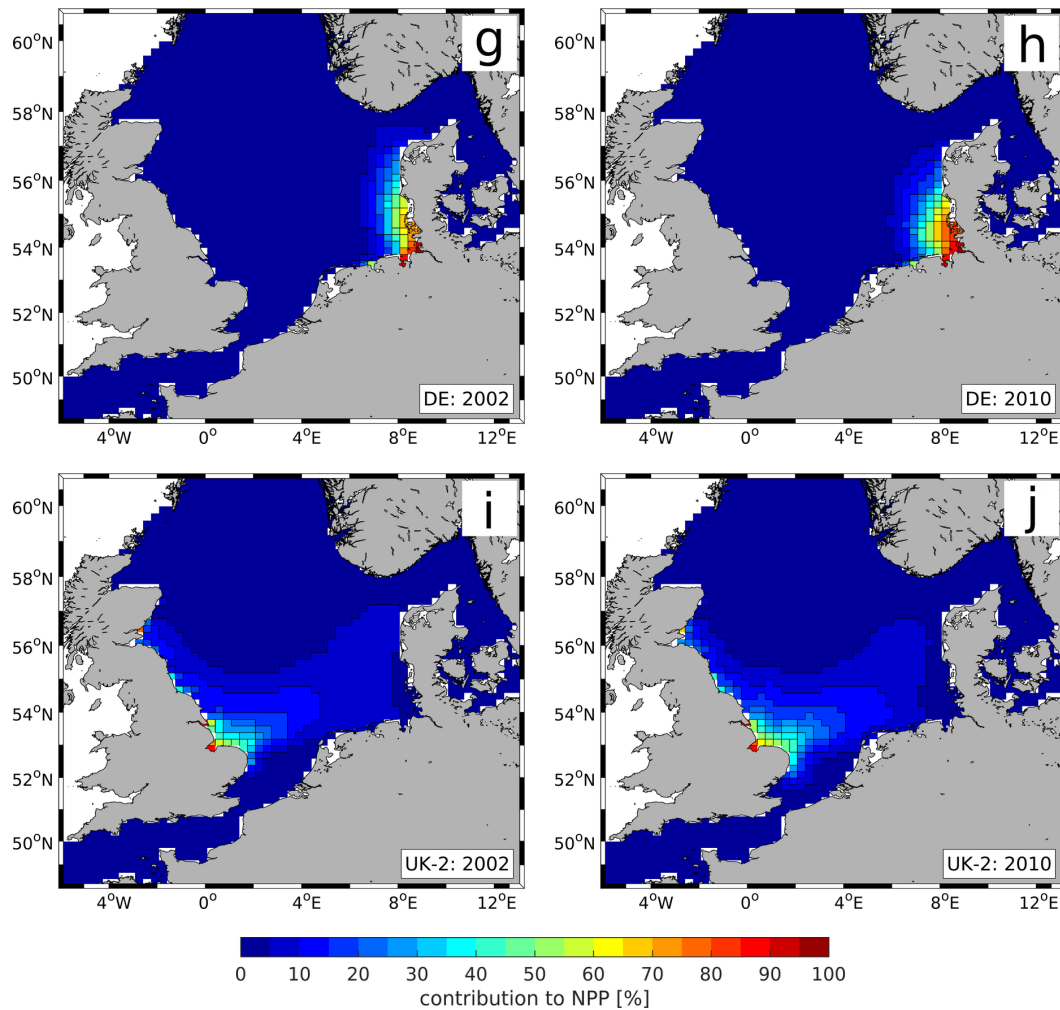 g
h
60°N
58°N
56°N
54°N
52°N
50°N
4°W
0°
4°E
8°E
12°E
DE: 2002
60°N
58°N
56°N
54°N
52°N
50°N
4°W
0°
4°E
8°E
12°E
DE: 2010
i
j
60°N
58°N
56°N
54°N
52°N
50°N
4°W
0°
4°E
8°E
12°E
UK-2: 2002
60°N
58°N
56°N
54°N
52°N
50°N
4°W
0°
4°E
8°E
12°E
UK-2: 2010
0 10 20 30 40 50 60 70 80 90 100
contribution to NPP [%]